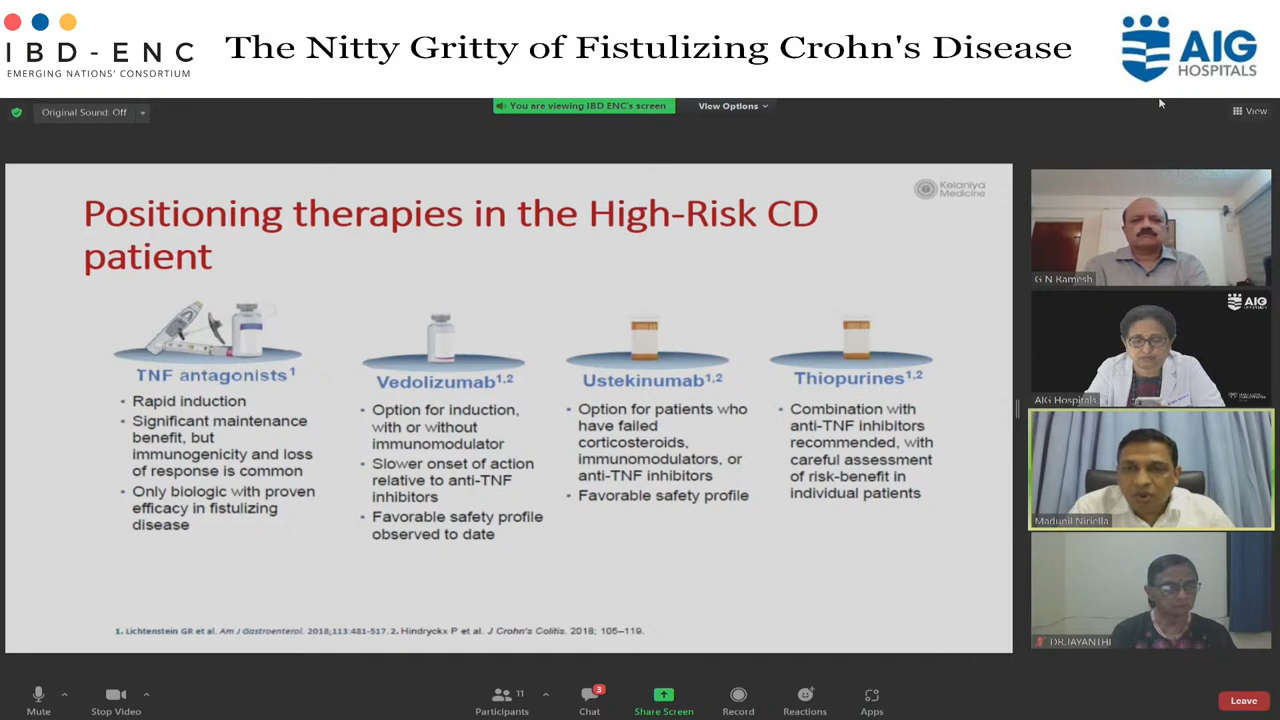 IBD-ENC
EMERGING NATIONS' CONSORTIUM
The Nitty Gritty of Fistulizing Crohn's Disease
AIG
HOSPITALS
Original Sound: Off
You are viewing IBD ENC's screen
View Options
View
Kelaniya
Medicine
Positioning therapies in the High-Risk CD
patient
TNF antagonists1
• Rapid induction
• Significant maintenance
benefit, but
immunogenicity and loss
of response is common
• Only biologic with proven
efficacy in fistulizing
disease
Vedolizumab1,2
• Option for induction,
with or without
immunomodulator
• Slower onset of action
relative to anti-TNF
inhibitors
• Favorable safety profile
observed to date
Ustekinumab1,2
• Option for patients who
have failed
corticosteroids,
immunomodulators, or
anti-TNF inhibitors
• Favorable safety profile
Thiopurines1,2
• Combination with
anti-TNF inhibitors
recommended, with
careful assessment
of risk-benefit in
individual patients
1. Lichtenstein GR et al. Am J Gastroenterol. 2018;113:481-517. 2. Hindryckx P et al. J Crohn's Colitis. 2018; 105–119.
G N Ramesh
AIG
AIG Hospitals
Madunil Niriella
DR.JAYANTHI
Mute
Stop Video
Participants
11
Chat
3
Share Screen
Record
Reactions
Apps
Leave